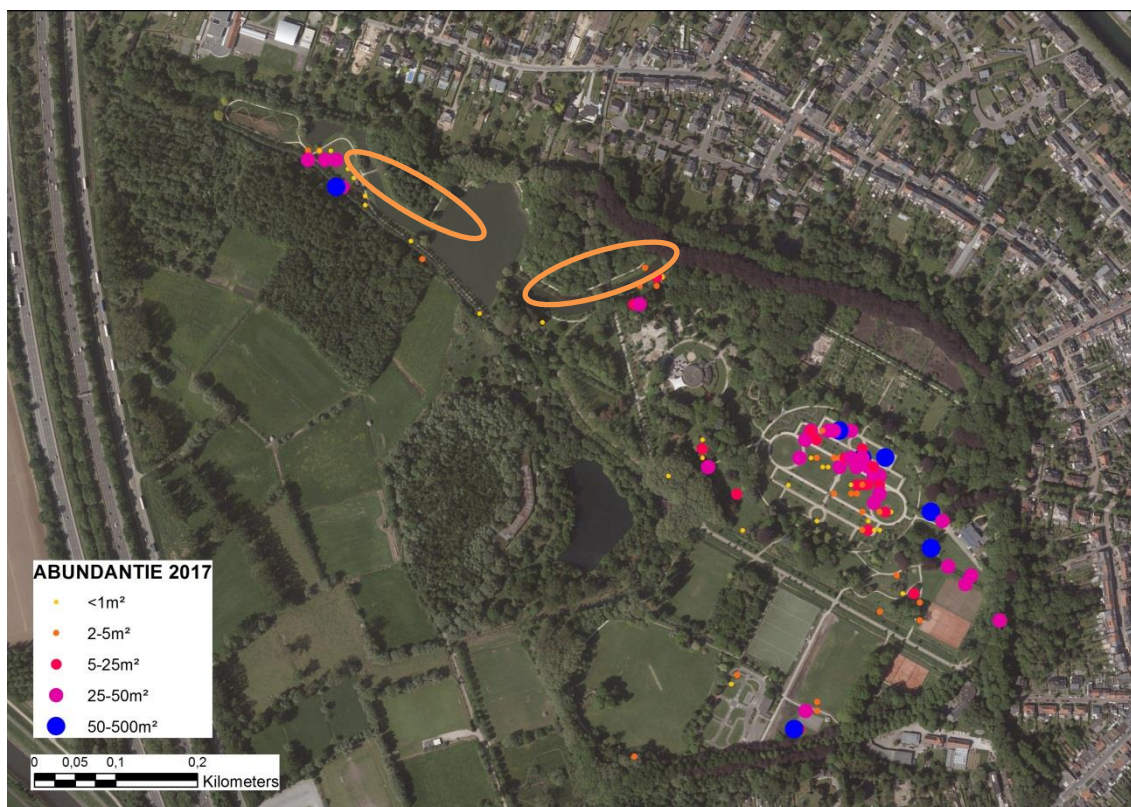 ABUNDANTIE 2017
<1m²
2-5m²
5-25m²
25-50m²
50-500m²
0 0,05 0,1 0,2
Kilometers